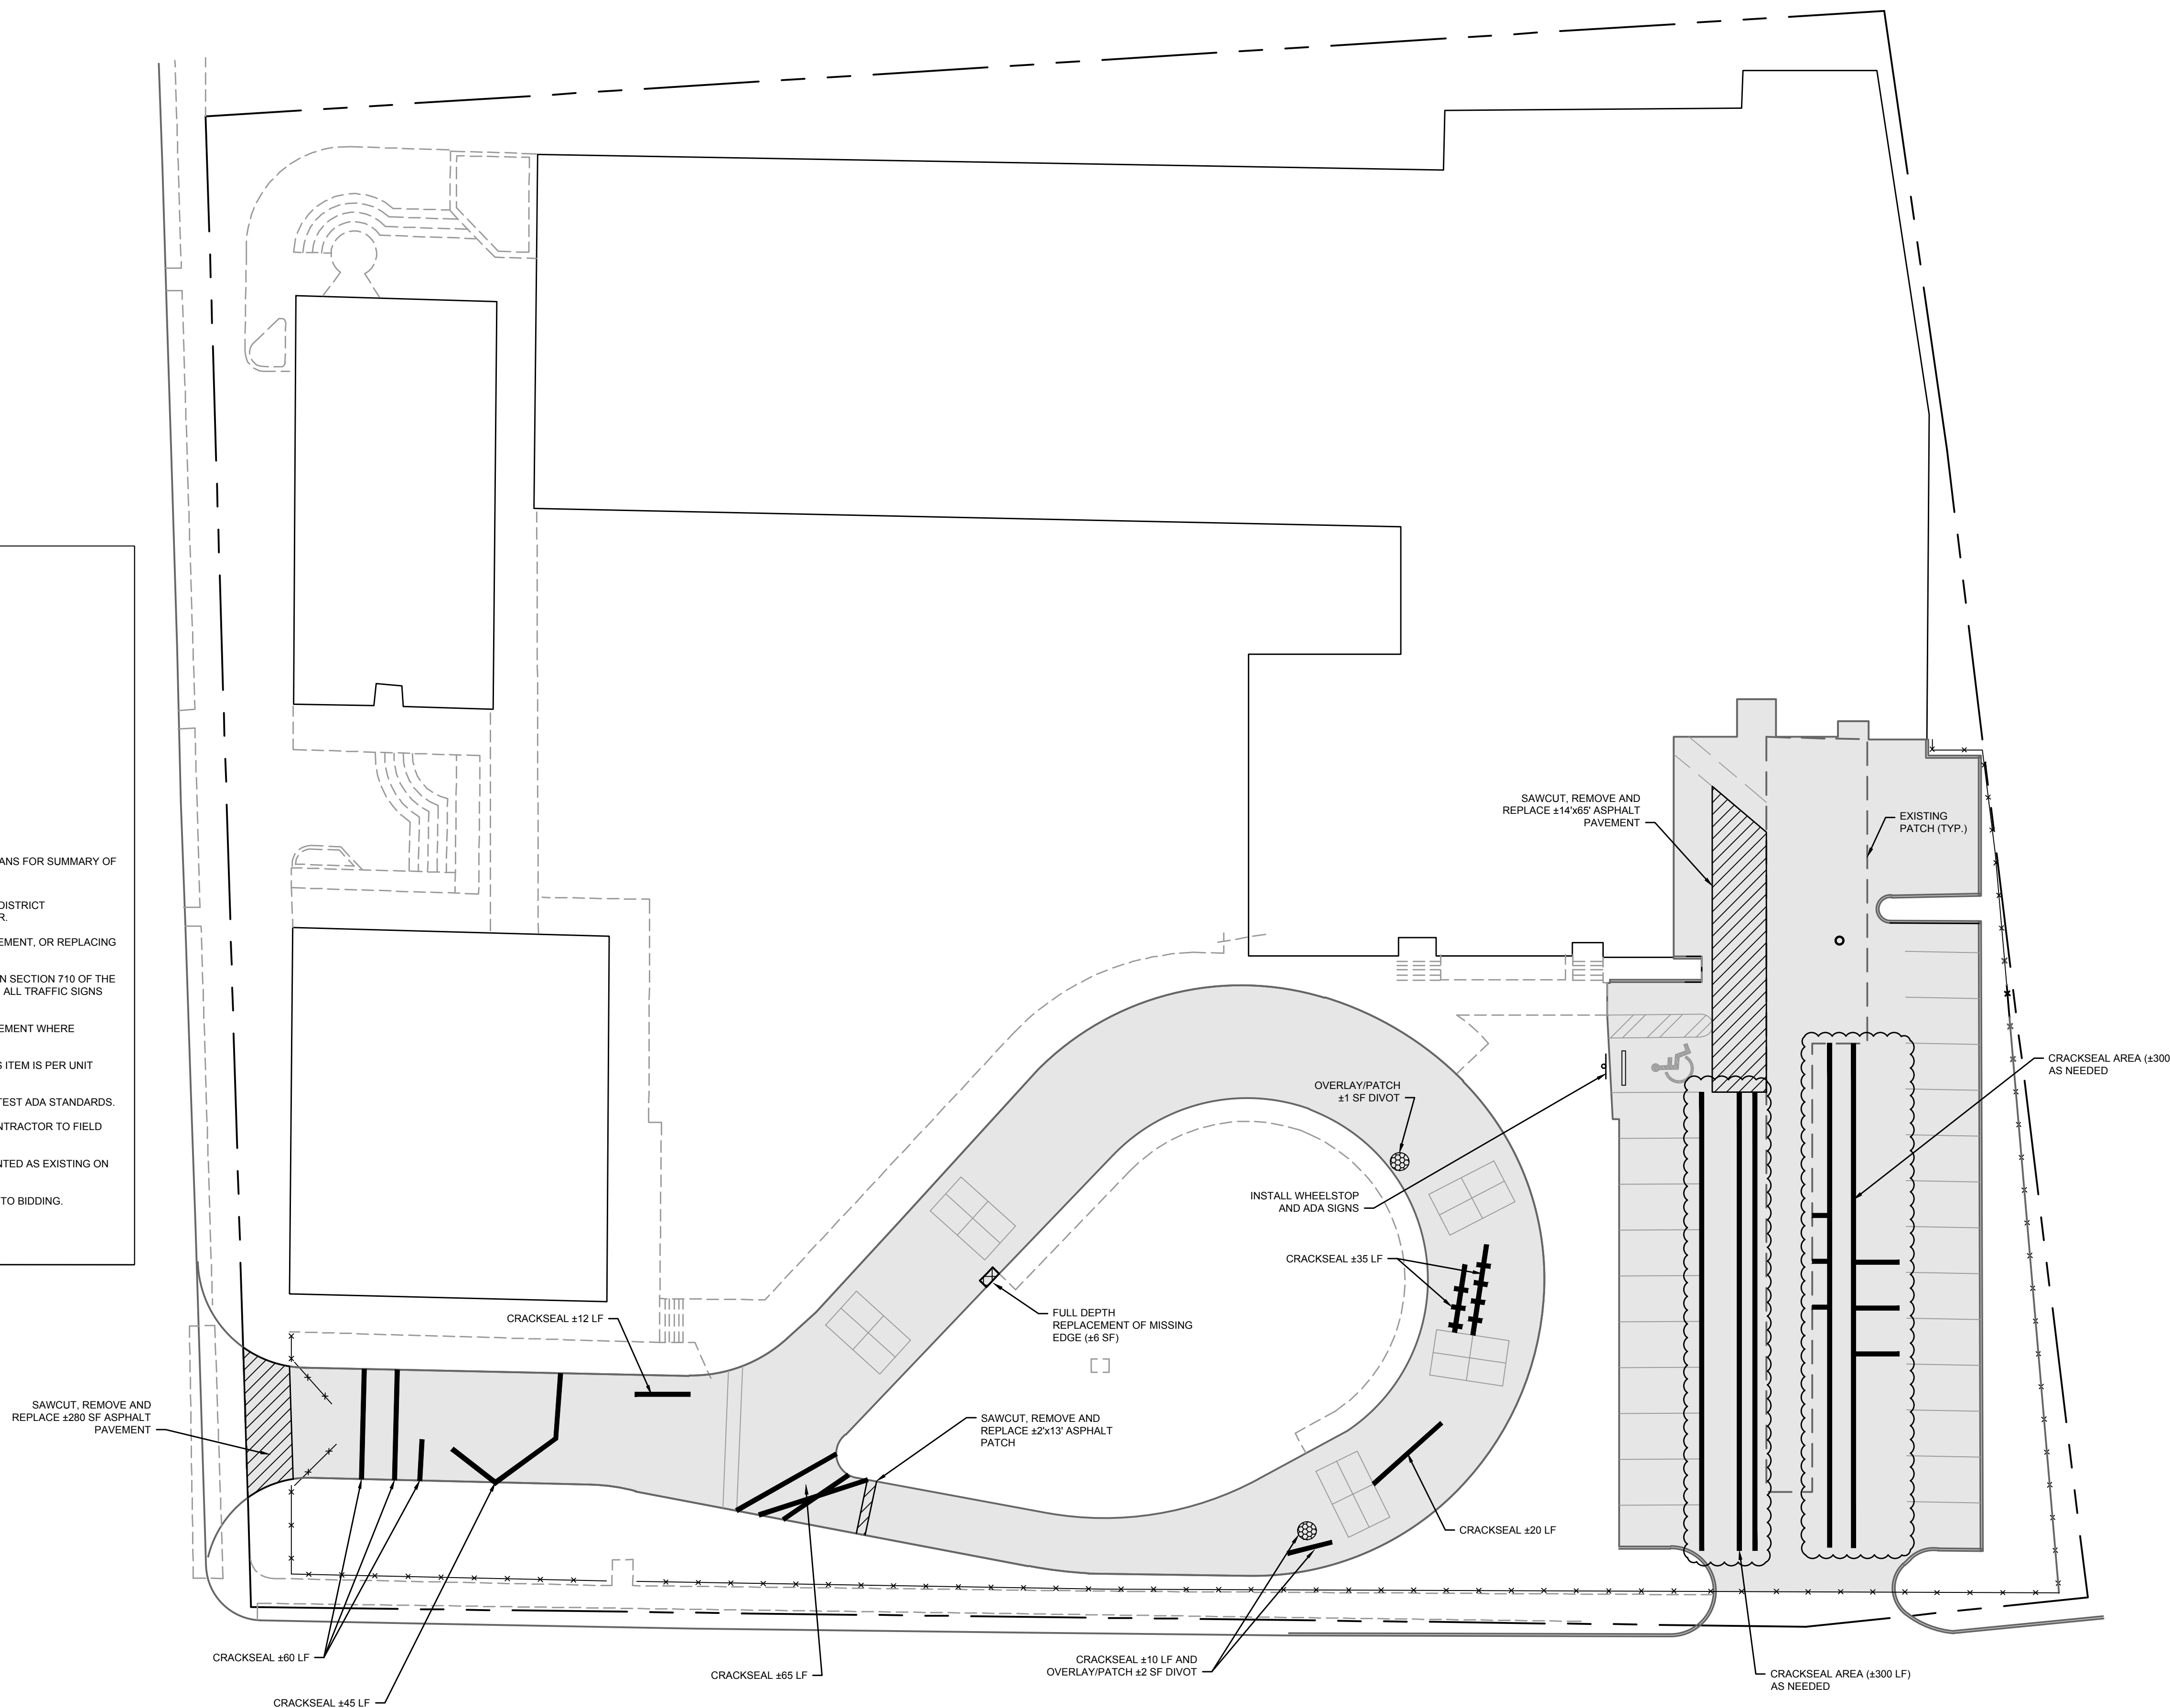 ANS FOR SUMMARY OF
DISTRICT
R.
EMENT, OR REPLACING
N SECTION 710 OF THE
ALL TRAFFIC SIGNS
EMENT WHERE
S ITEM IS PER UNIT
TEST ADA STANDARDS.
NTRACTOR TO FIELD
NTED AS EXISTING ON
TO BIDDING.
SAWCUT, REMOVE AND
REPLACE ±14'x65' ASPHALT
PAVEMENT
EXISTING
PATCH (TYP.)
CRACKSEAL AREA (±300
AS NEEDED
OVERLAY/PATCH
±1 SF DIVOT
INSTALL WHEELSTOP
AND ADA SIGNS
CRACKSEAL ±35 LF
FULL DEPTH
REPLACEMENT OF MISSING
EDGE (±6 SF)
CRACKSEAL ±12 LF
SAWCUT, REMOVE AND
REPLACE ±280 SF ASPHALT
PAVEMENT
SAWCUT, REMOVE AND
REPLACE ±2'x13' ASPHALT
PATCH
CRACKSEAL ±20 LF
CRACKSEAL ±60 LF
CRACKSEAL ±45 LF
CRACKSEAL ±65 LF
CRACKSEAL ±10 LF AND
OVERLAY/PATCH ±2 SF DIVOT
CRACKSEAL AREA (±300 LF)
AS NEEDED